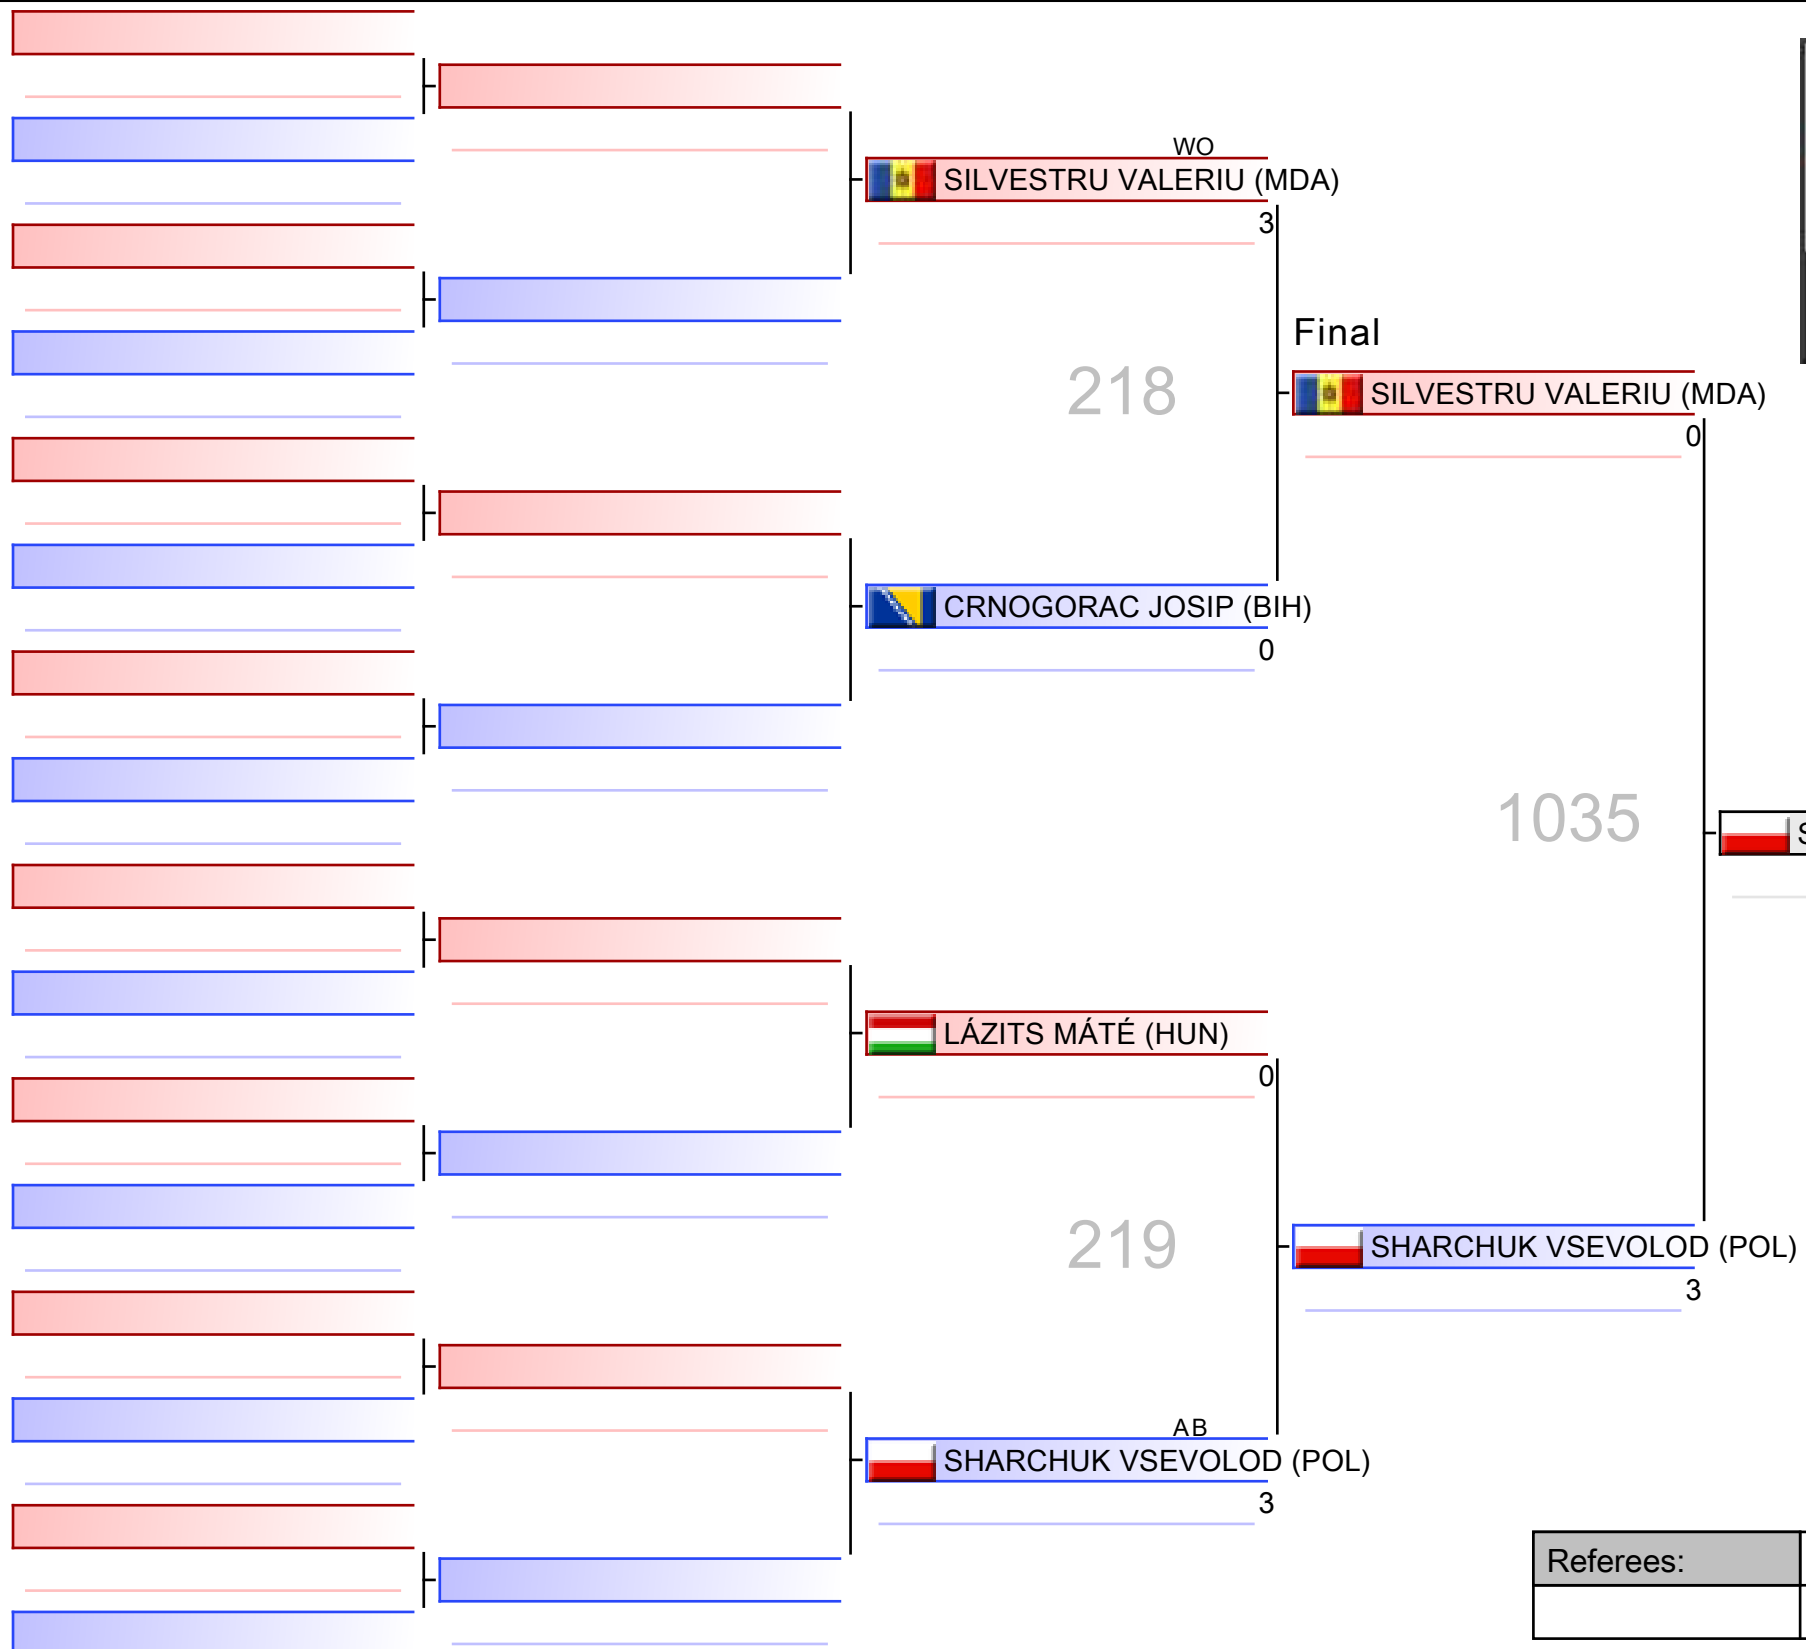 WO
SILVESTRU VALERIU (MDA)
3
Final
218
SILVESTRU VALERIU (MDA)
0
CRNOGORAC JOSIP (BIH)
0
1035
LÁZITS MÁTÉ (HUN)
0
219
SHARCHUK VSEVOLOD (POL)
3
AB
SHARCHUK VSEVOLOD (POL)
3
Referees: